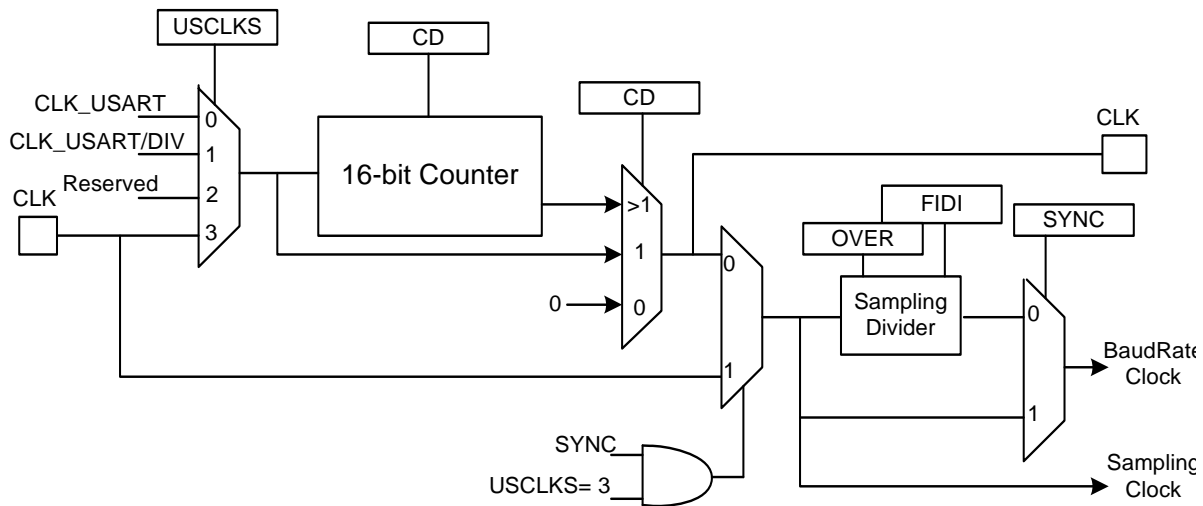 USCLKS
CD
CD
CLK_USART
CLK_USART/DIV
Reserved
CLK
0
1
2
3
16-bit Counter
>1
1
0
0
CLK
FIDI
OVER
SYNC
0
1
Sampling
Divider
0
1
BaudRate
Clock
SYNC
USCLKS= 3
Sampling
Clock